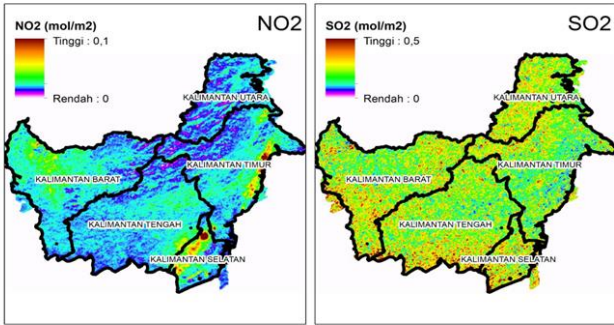 NO2
NO2 (mol/m2)
Tinggi : 0,1
Rendah : 0
KALIMANTAN UTARA
KALIMANTAN TIMUR
KALIMANTAN BARAT
KALIMANTAN TENGAH
KALIMANTAN SELATAN
SO2
SO2 (mol/m2)
Tinggi : 0,5
Rendah : 0
KALIMANTAN UTARA
KALIMANTAN TIMUR
KALIMANTAN BARAT
KALIMANTAN TENGAH
KALIMANTAN SELATAN